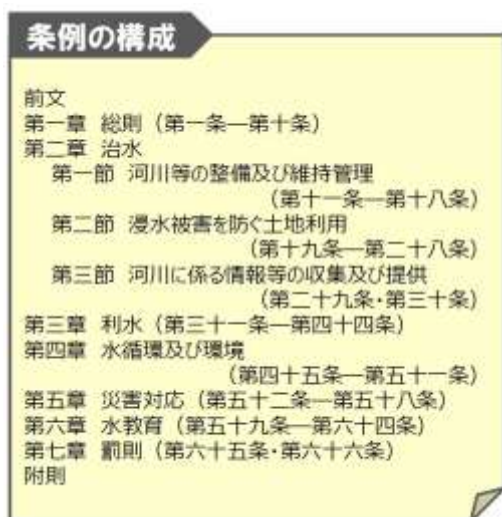 条例の構成
前文
第一章 総則（第一条―第十条）
第二章 治水
第一節 河川等の整備及び維持管理
（第十一条―第十八条）
第二節 浸水被害を防ぐ土地利用
（第十九条―第二十八条）
第三節 河川に係る情報等の収集及び提供
（第二十九条・第三十条）
第三章 利水（第三十一条―第四十四条）
第四章 水循環及び環境
（第四十五条―第五十一条）
第五章 災害対応（第五十二条―第五十八条）
第六章 水教育（第五十九条―第六十四条）
第七章 罰則（第六十五条・第六十六条）
附則